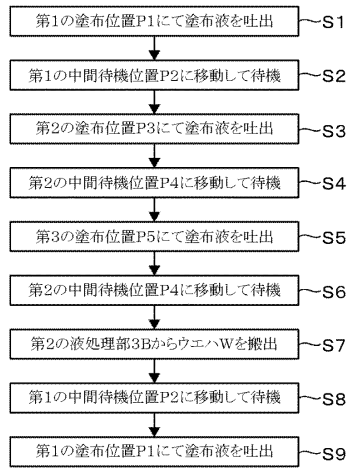 第1の塗布位置P1にて塗布液を吐出 S1
第1の中間待機位置P2に移動して待機 S2
第2の塗布位置P3にて塗布液を吐出 S3
第2の中間待機位置P4に移動して待機 S4
第3の塗布位置P5にて塗布液を吐出 S5
第2の中間待機位置P4に移動して待機 S6
第2の液処理部3BからウエハWを搬出 S7
第1の中間待機位置P2に移動して待機 S8
第1の塗布位置P1にて塗布液を吐出 S9